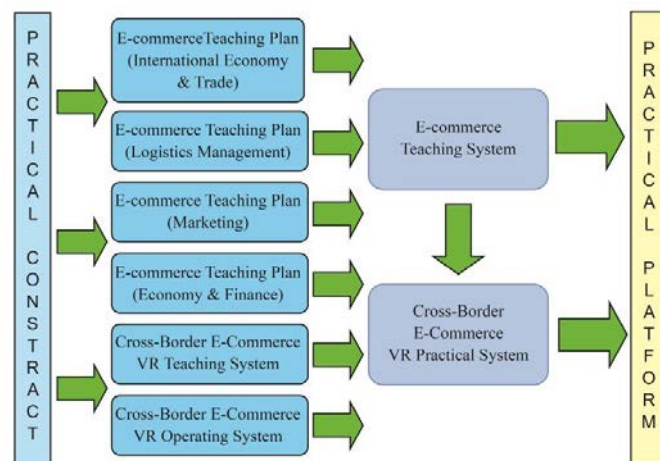 PRACTICAL CONSTRACT
E-commerceTeaching Plan
(International Economy
& Trade)
E-commerce Teaching Plan
(Logistics Management)
E-commerce Teaching Plan
(Marketing)
E-commerce Teaching Plan
(Economy & Finance)
Cross-Border E-Commerce
VR Teaching System
Cross-Border E-Commerce
VR Operating System
E-commerce
Teaching System
Cross-Border
E-Commerce
VR Practical System
PRACTICAL PLATFORM